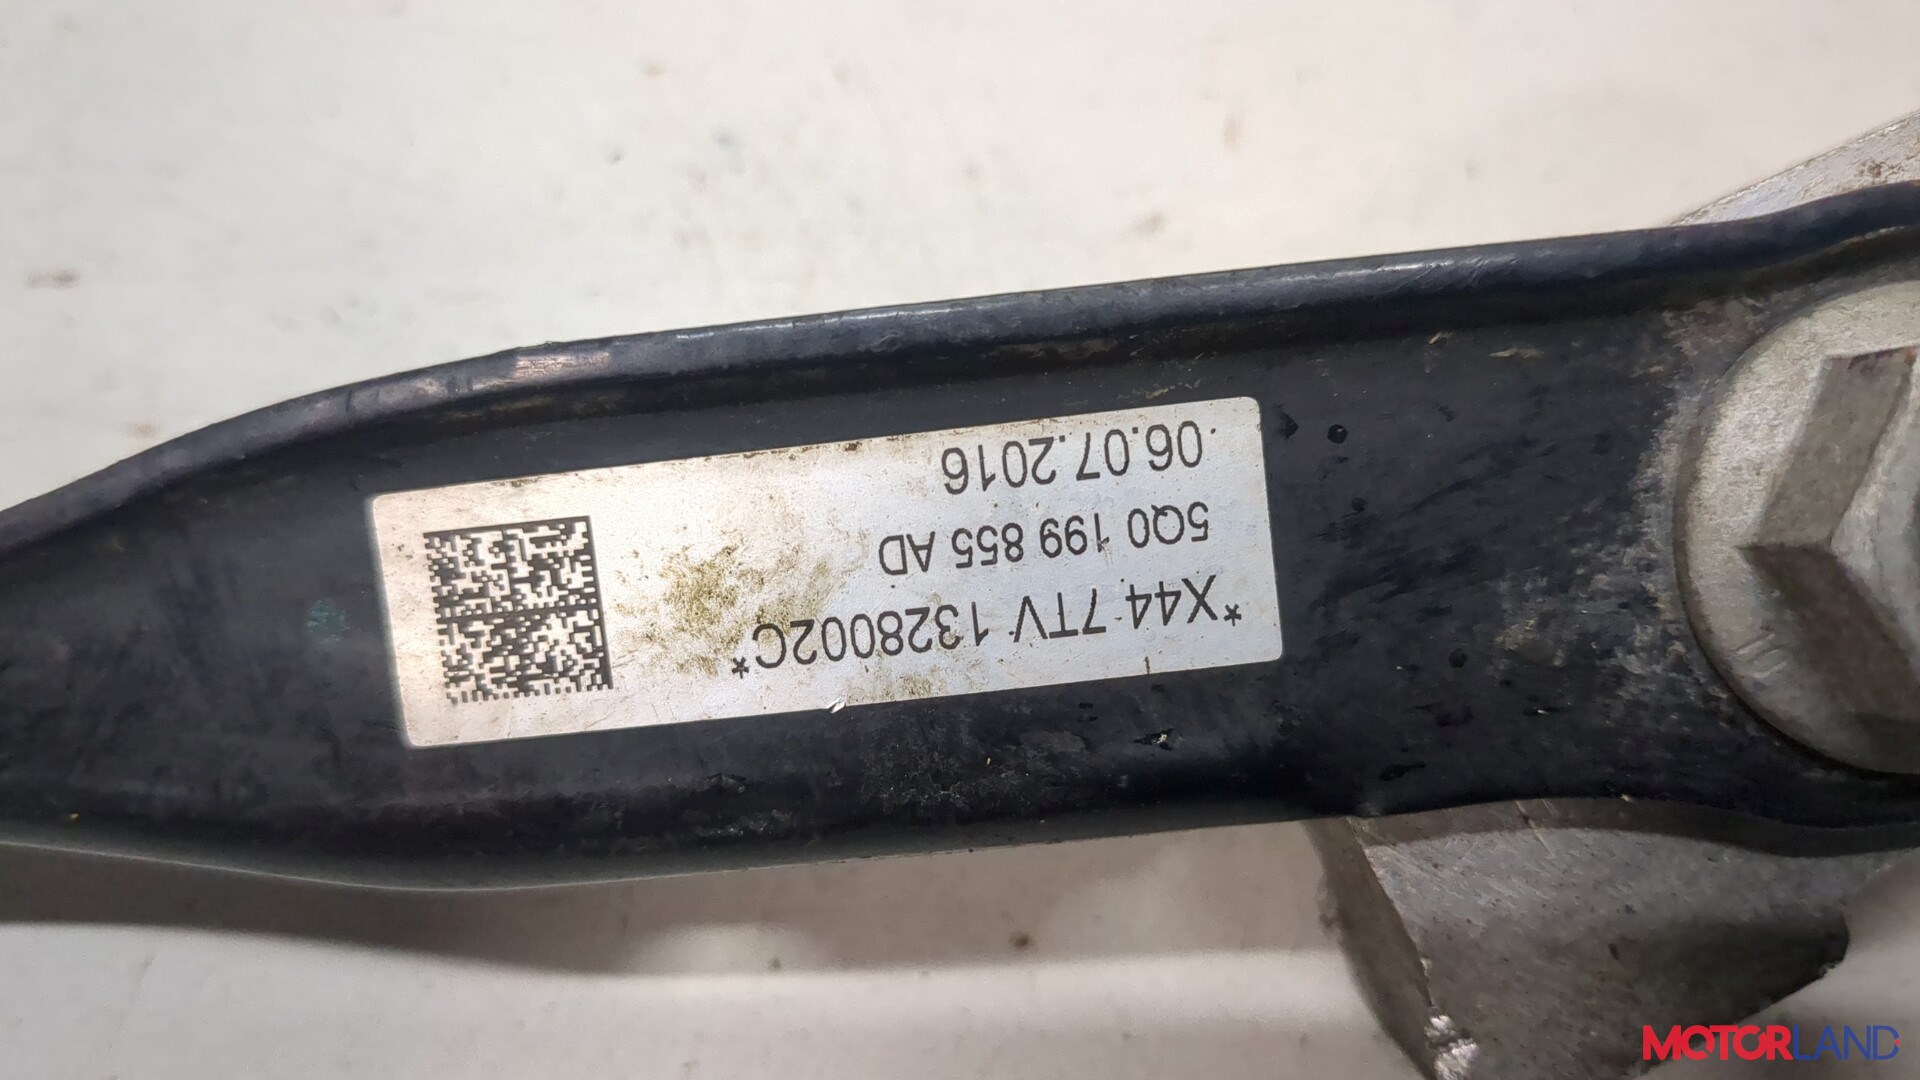 *X44 7TV 1328002C*
5Q0 199 855 AD
06.07.2016
MOTORLAND